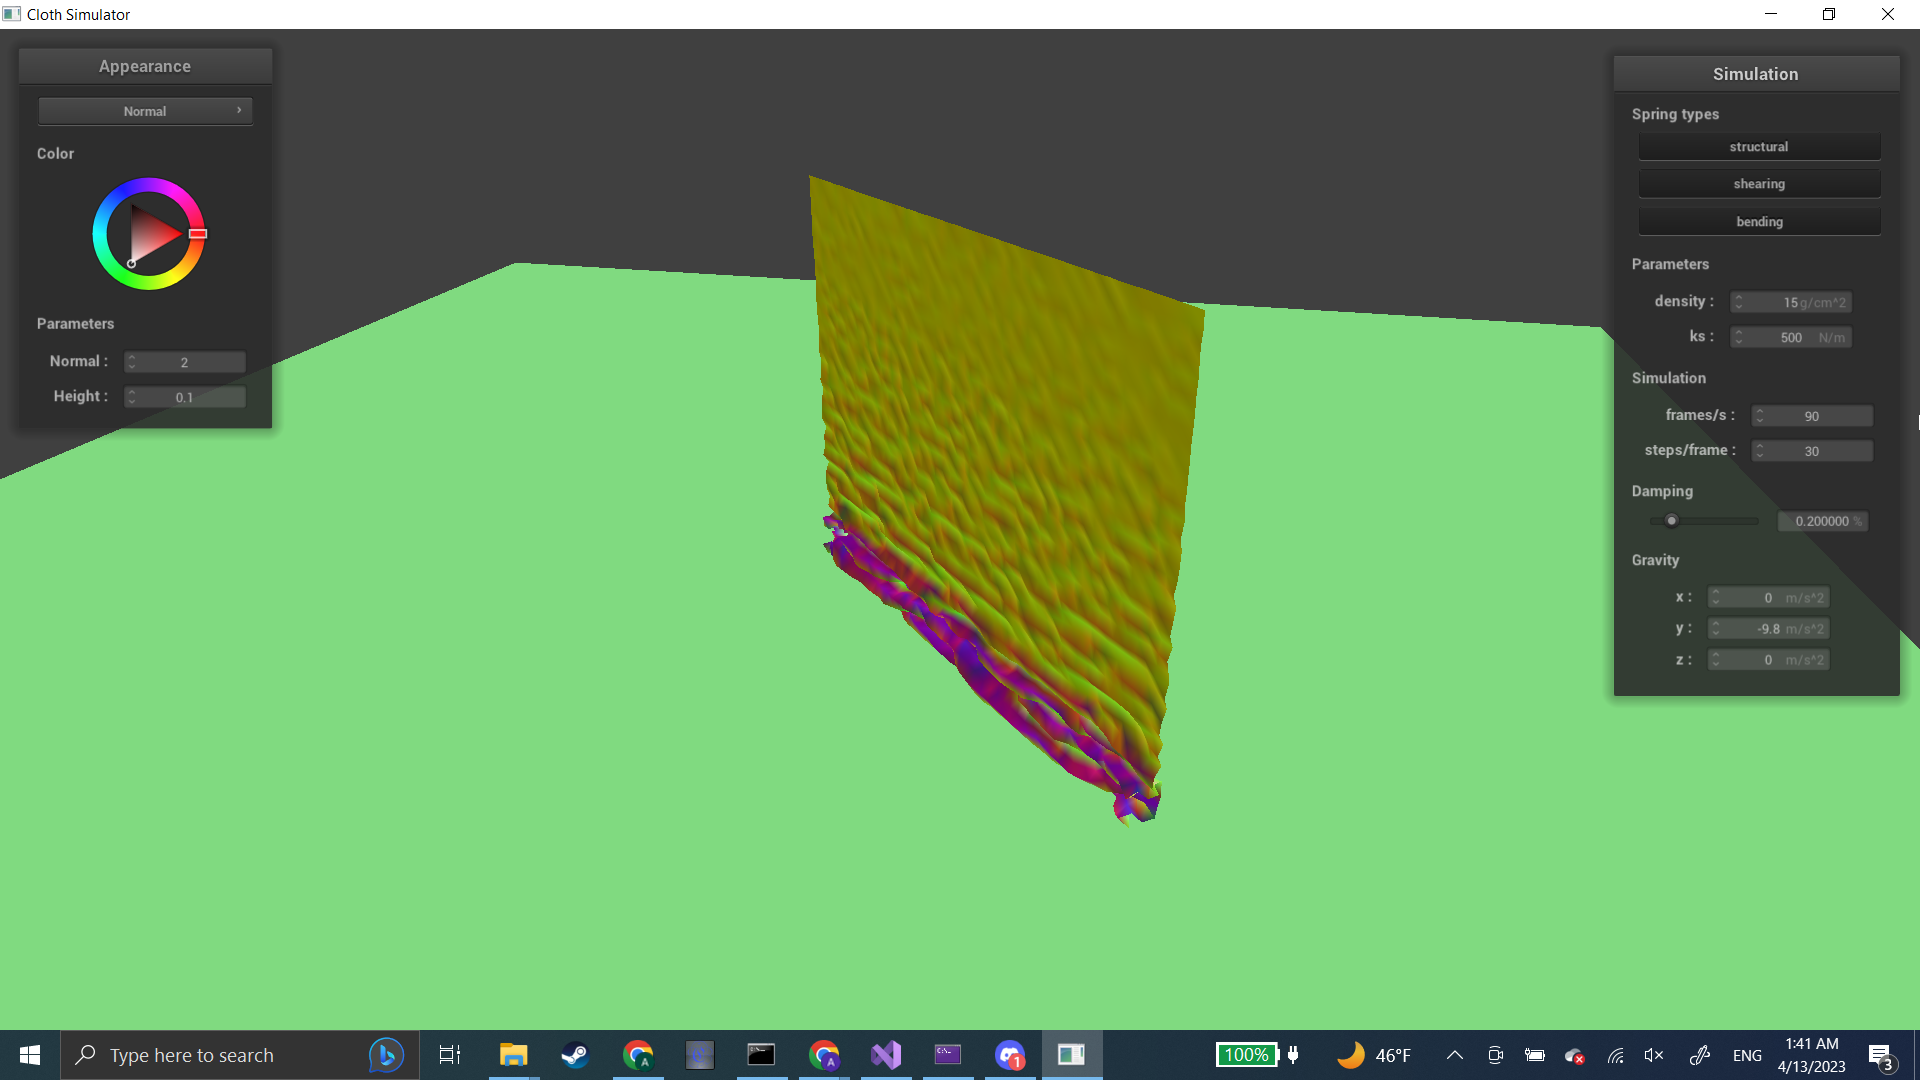 Cloth Simulator
Appearance
Normal
Color
Parameters
Normal : 2
Height : 0.1
Simulation
Spring types
structural
shearing
bending
Parameters
density : 15 g/cm^2
ks : 500 N/m
Simulation
frames/s : 90
steps/frame : 30
Damping
0.200000 %
Gravity
x : 0 m/s^2
y : -9.8 m/s^2
z : 0 m/s^2
Type here to search
A
A
1
100%
46°F
ENG
1:41 AM
4/13/2023
3